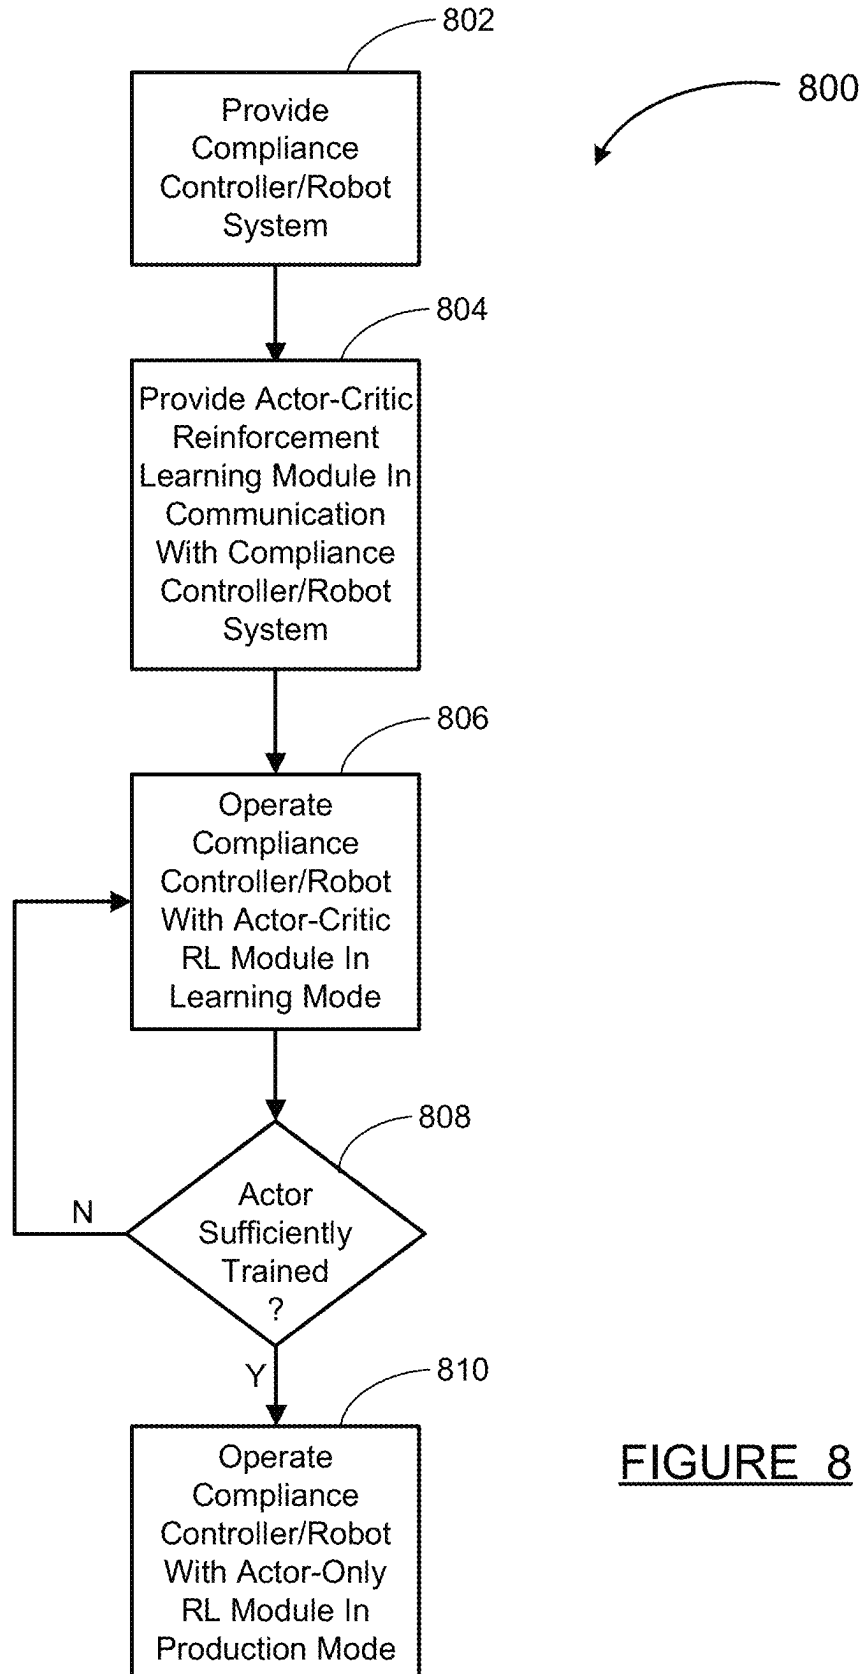 802
800
Provide
Compliance
Controller/Robot
System
804
Provide Actor-Critic
Reinforcement
Learning Module In
Communication
With Compliance
Controller/Robot
System
806
Operate
Compliance
Controller/Robot
With Actor-Critic
RL Module In
Learning Mode
808
Actor
Sufficiently
Trained
?
N
Y
810
Operate
Compliance
Controller/Robot
With Actor-Only
RL Module In
Production Mode
FIGURE 8